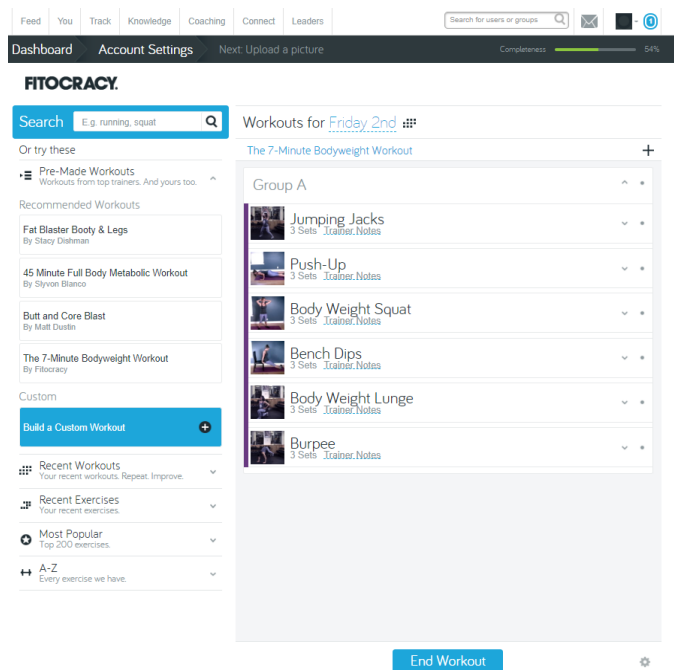 Feed You Track Knowledge Coaching Connect Leaders Search for users or groups
Dashboard Account Settings Next: Upload a picture Completeness 54%
FITOCRACY.
Search E.g. running, squat
Or try these
Pre-Made Workouts
Workouts from top trainers. And yours too.
Recommended Workouts
Fat Blaster Booty & Legs
By Stacy Dishman
45 Minute Full Body Metabolic Workout
By Slyvon Blanco
Butt and Core Blast
By Matt Dustin
The 7-Minute Bodyweight Workout
By Fitocracy
Custom
Build a Custom Workout
Recent Workouts
Your recent workouts. Repeat. Improve.
Recent Exercises
Your recent exercises.
Most Popular
Top 200 exercises.
A-Z
Every exercise we have.
Workouts for Friday 2nd
The 7-Minute Bodyweight Workout
Group A
Jumping Jacks
3 Sets Trainer Notes
Push-Up
3 Sets Trainer Notes
Body Weight Squat
3 Sets Trainer Notes
Bench Dips
3 Sets Trainer Notes
Body Weight Lunge
3 Sets Trainer Notes
Burpee
3 Sets Trainer Notes
End Workout